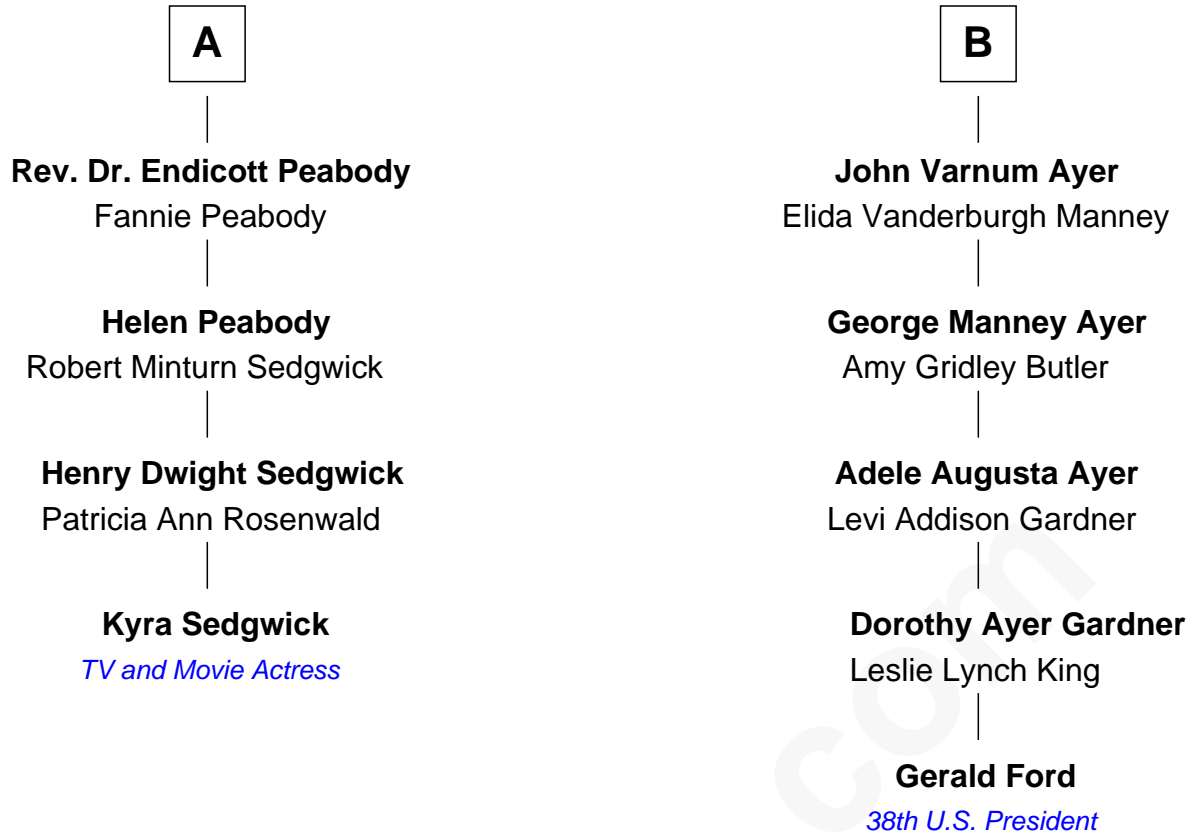 A
Rev. Dr. Endicott Peabody
Fannie Peabody
Helen Peabody
Robert Minturn Sedgwick
Henry Dwight Sedgwick
Patricia Ann Rosenwald
Kyra Sedgwick
TV and Movie Actress
B
John Varnum Ayer
Elida Vanderburgh Manney
George Manney Ayer
Amy Gridley Butler
Adele Augusta Ayer
Levi Addison Gardner
Dorothy Ayer Gardner
Leslie Lynch King
Gerald Ford
38th U.S. President
com